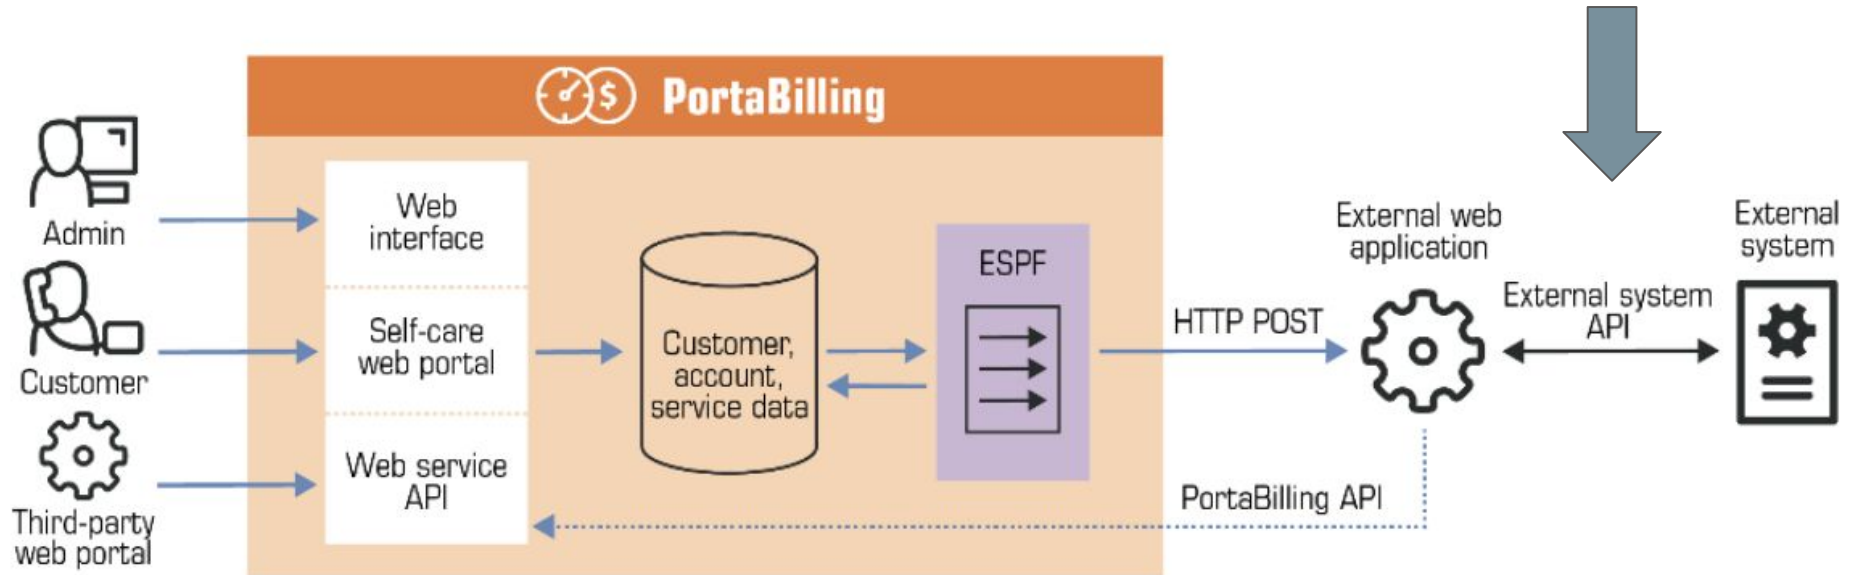 PortaBilling
Admin
Customer
Third-party
web portal
Web
interface
Self-care
web portal
Web service
API
Customer,
account,
service data
ESPF
HTTP POST
PortaBilling API
External web
application
External system
API
External
system
$